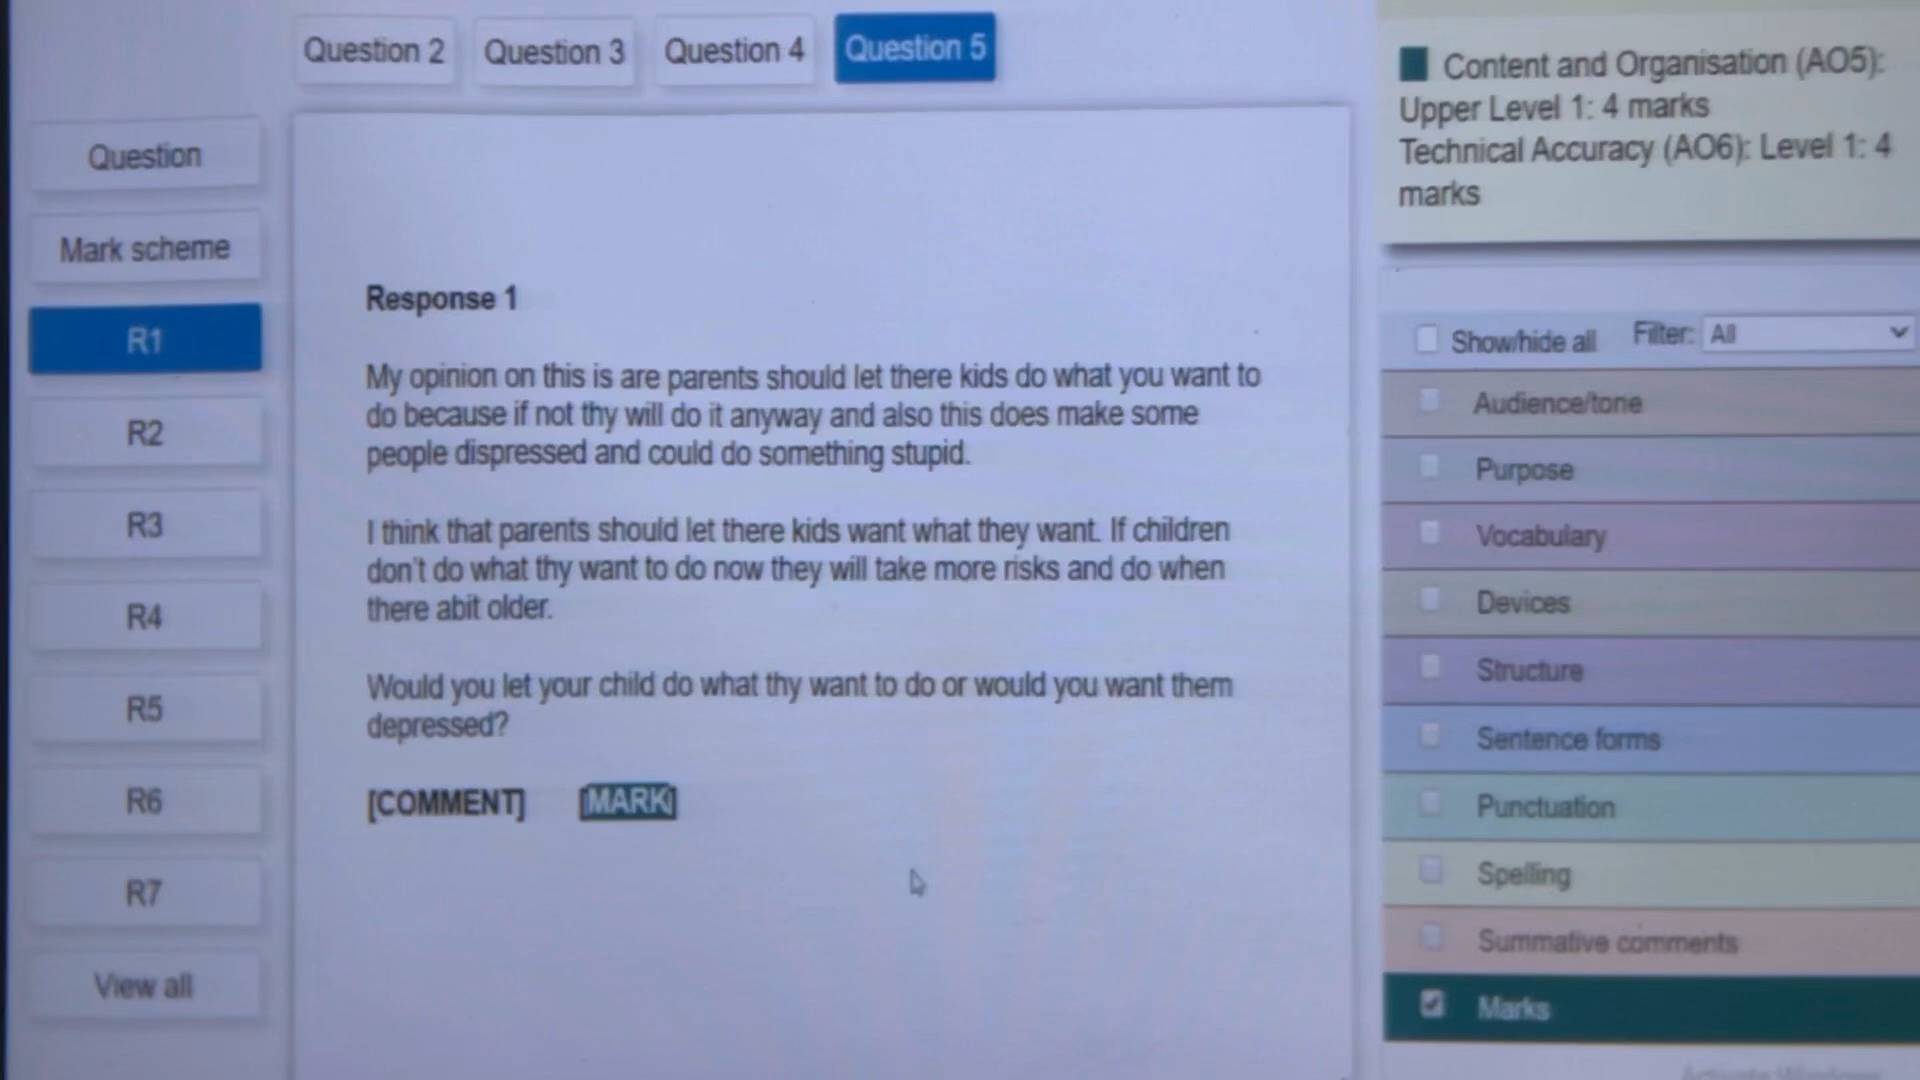 Question 2
Question 3
Question 4
Question 5
Question
Mark scheme
R1
R2
R3
R4
R5
R6
R7
View all
Response 1
My opinion on this is are parents should let there kids do what you want to
do because if not thy will do it anyway and also this does make some
people dispressed and could do something stupid.
I think that parents should let there kids want what they want. If children
don't do what thy want to do now they will take more risks and do when
there abit older.
Would you let your child do what thy want to do or would you want them
depressed?
[COMMENT] [MARK]
Content and Organisation (AO5):
Upper Level 1: 4 marks
Technical Accuracy (AO6): Level 1: 4
marks
Show/hide all Filter: All
Audience/tone
Purpose
Vocabulary
Devices
Structure
Sentence forms
Punctuation
Spelling
Summative comments
Marks
Activate Windows